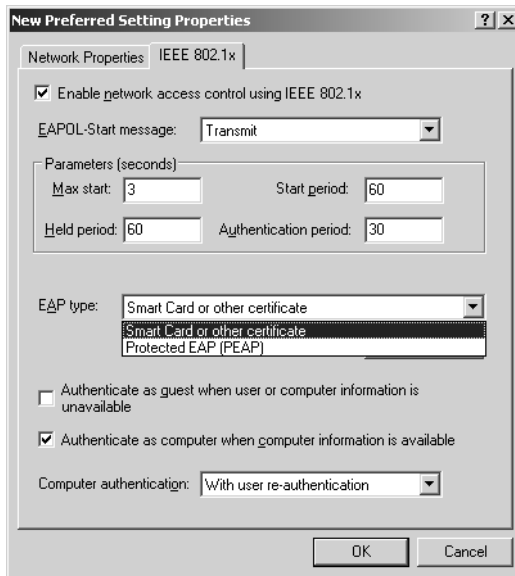 New Preferred Setting Properties
Network Properties IEEE 802.1x
Enable network access control using IEEE 802.1x
EAPOL-Start message: Transmit
Parameters (seconds)
Max start: 3 Start period: 60
Held period: 60 Authentication period: 30
EAP type: Smart Card or other certificate
Smart Card or other certificate
Protected EAP (PEAP)
Authenticate as guest when user or computer information is
unavailable
Authenticate as computer when computer information is available
Computer authentication: With user re-authentication
OK Cancel